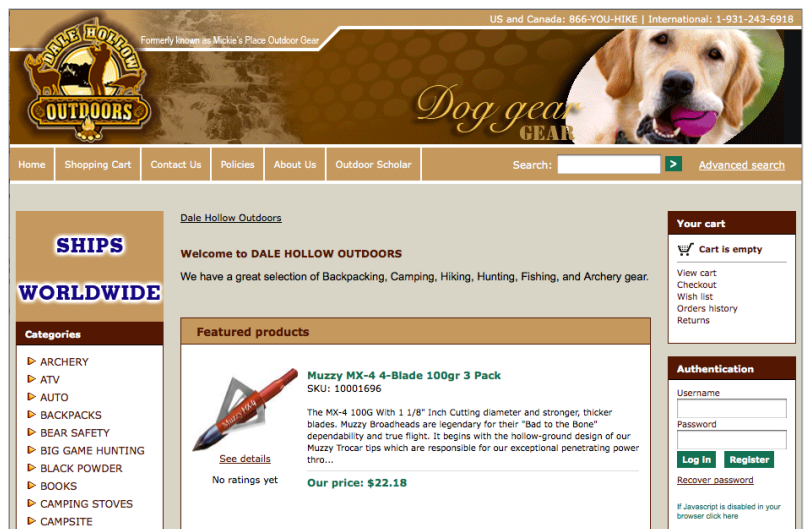 US and Canada: 866-YOU-HIKE | International: 1-931-243-6918
DALE HOLLOW
OUTDOORS
Formerly known as Mickie's Place Outdoor Gear
Dog gear
GEAR
Home
Shopping Cart
Contact Us
Policies
About Us
Outdoor Scholar
Search:
>
Advanced search
SHIPS
WORLDWIDE
Categories
ARCHERY
ATV
AUTO
BACKPACKS
BEAR SAFETY
BIG GAME HUNTING
BLACK POWDER
BOOKS
CAMPING STOVES
CAMPSITE
Dale Hollow Outdoors
Welcome to DALE HOLLOW OUTDOORS
We have a great selection of Backpacking, Camping, Hiking, Hunting, Fishing, and Archery gear.
Featured products
Muzzy MX-4
See details
No ratings yet
Muzzy MX-4 4-Blade 100gr 3 Pack
SKU: 10001696
The MX-4 100G With 1 1/8" Inch Cutting diameter and stronger, thicker
blades. Muzzy Broadheads are legendary for their "Bad to the Bone"
dependability and true flight. It begins with the hollow-ground design of our
Muzzy Trocar tips which are responsible for our exceptional penetrating power
thro...
Our price: $22.18
Your cart
Cart is empty
View cart
Checkout
Wish list
Orders history
Returns
Authentication
Username
Password
Log in
Register
Recover password
If Javascript is disabled in your
browser click here